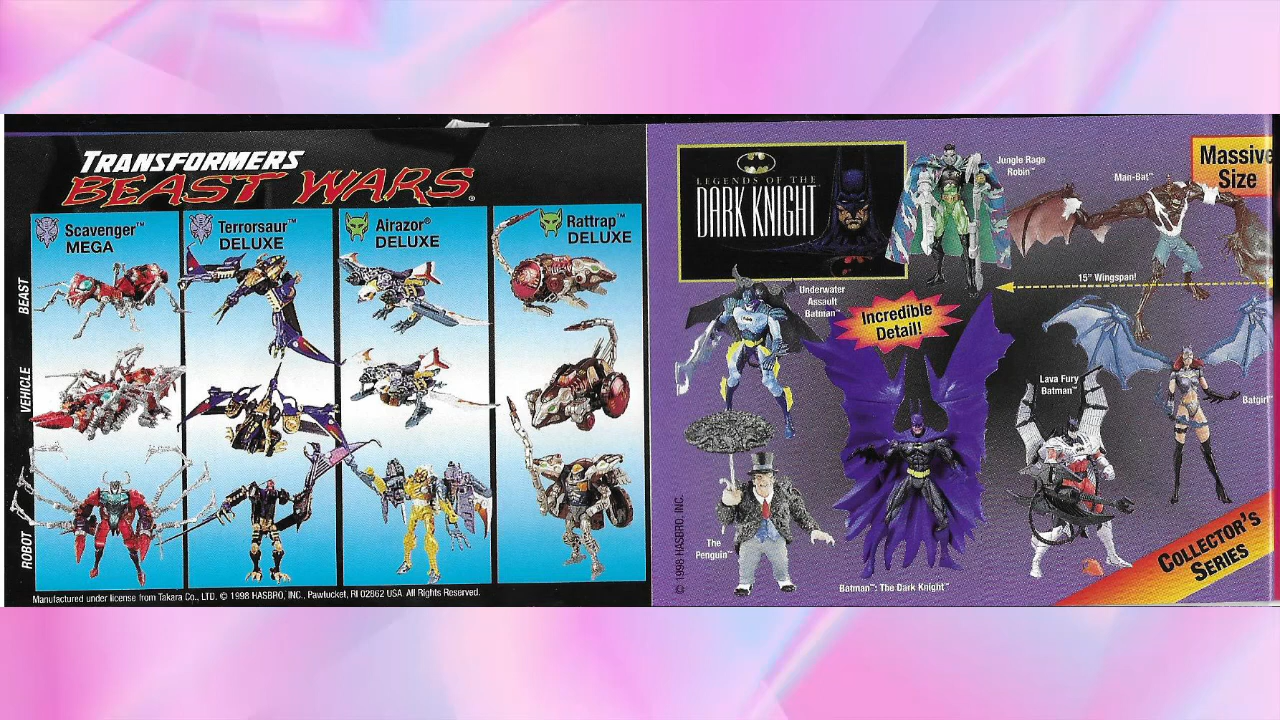 TRANSFORMERS
BEAST WARS®
Scavenger™
MEGA
Terrorsaur™
DELUXE
Airazor®
DELUXE
Rattrap™
DELUXE
BEAST
VEHICLE
ROBOT
Manufactured under license from Takara Co., LTD. © 1998 HASBRO, INC., Pawtucket, RI 02862 USA. All Rights Reserved.
LEGENDS OF THE
DARK KNIGHT™
Jungle Rage
Robin™
Man-Bat™
Massive
Size
15" Wingspan!
Underwater
Assault
Batman™
Incredible
Detail!
Lava Fury
Batman™
Batgirl™
The
Penguin™
Batman™: The Dark Knight™
COLLECTOR'S
SERIES
© 1998 HASBRO, INC.